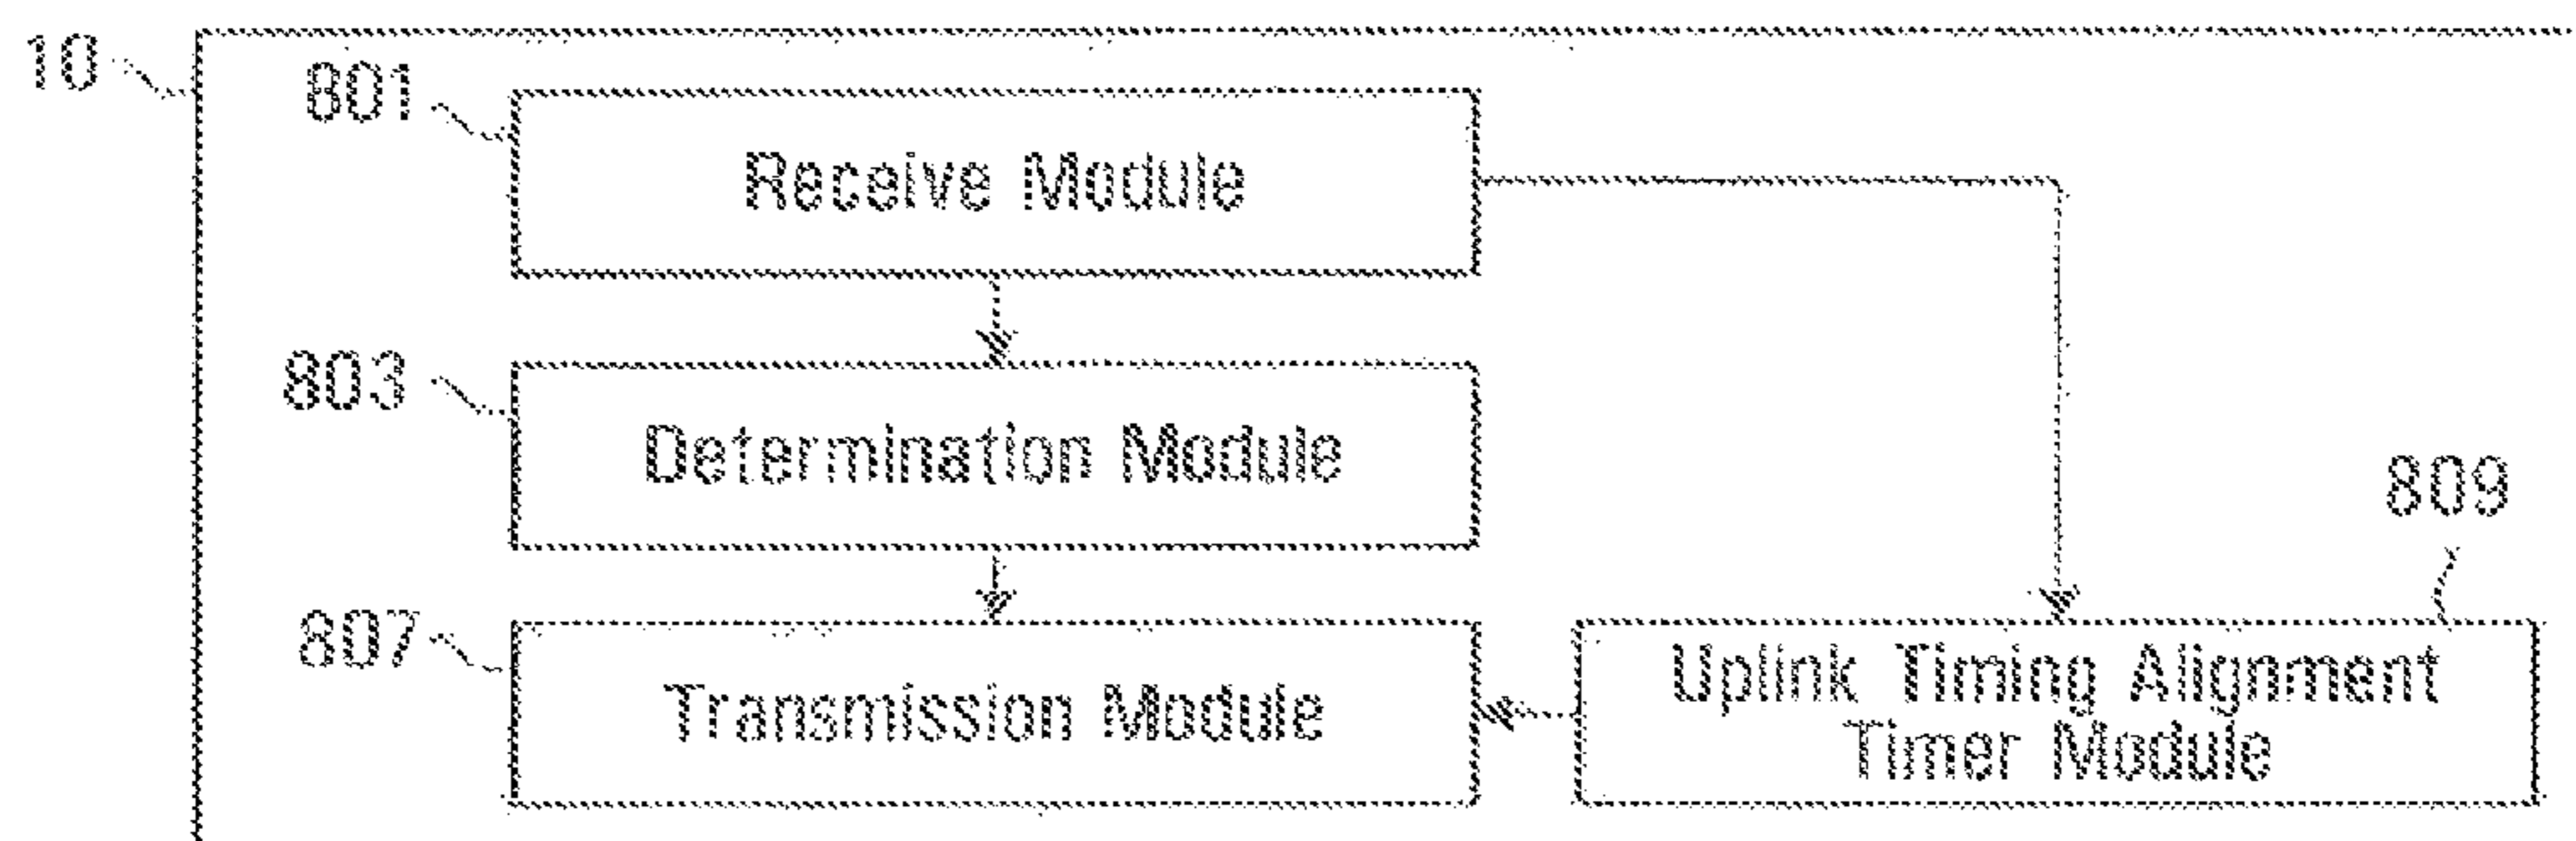 10
801
Receive Module
803
Determination Module
809
807
Transmission Module
Uplink Timing Alignment
Timer Module